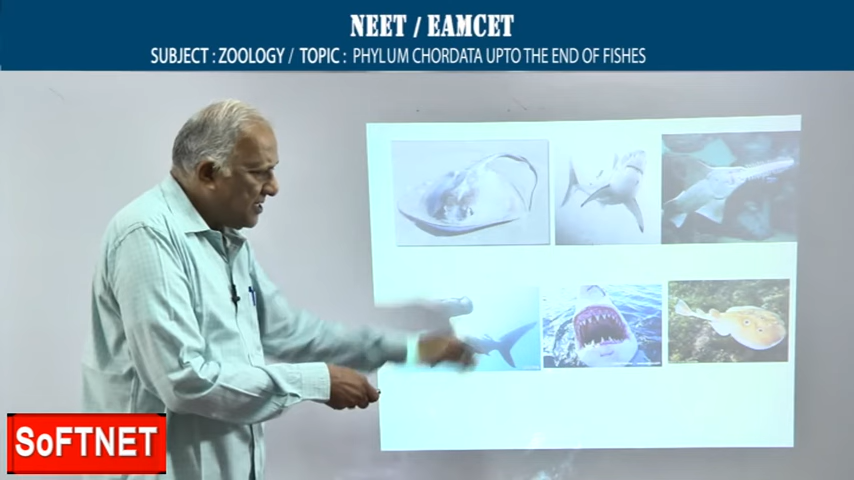 NEET / EAMCET
SUBJECT : ZOOLOGY / TOPIC : PHYLUM CHORDATA UPTO THE END OF FISHES
SoFTNET